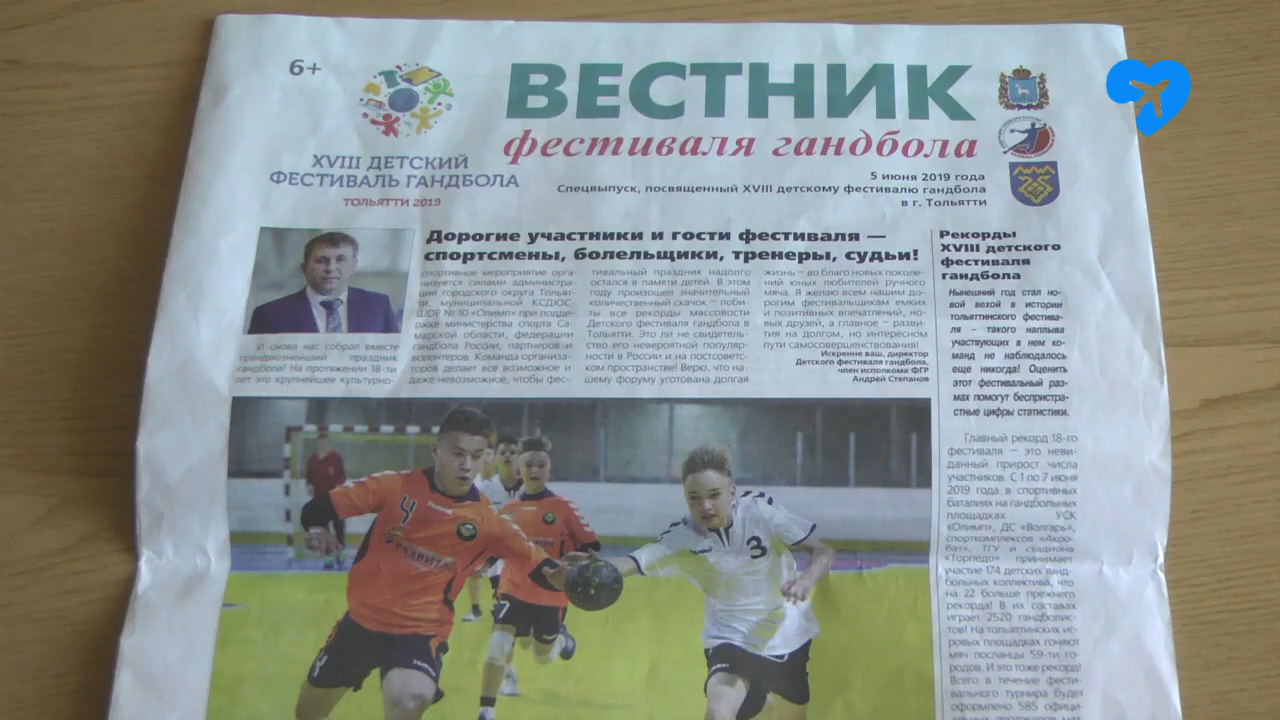 6+
ВЕСТНИК
фестиваля гандбола
XVIII ДЕТСКИЙ
ФЕСТИВАЛЬ ГАНДБОЛА
ТОЛЬЯТТИ 2019
5 июня 2019 года
Спецвыпуск, посвященный XVIII детскому фестивалю гандбола
в г. Тольятти
Дорогие участники и гости фестиваля —
спортсмены, болельщики, тренеры, судьи!
И снова нас собрал вместе
грандиознейший праздник
гандбола! На протяжении 18-ти
лет это крупнейшее культурно-
спортивное мероприятие орга-
низуется силами администра-
ции городского округа Тольят-
ти, муниципальной КСДЮС-
ШОР № 10 «Олимп» при поддер-
жке министерства спорта Са-
марской области, федерации
гандбола России, партнеров и
волонтеров. Команда организа-
торов делает все возможное и
даже невозможное, чтобы фес-
тивальный праздник надолго
остался в памяти детей. В этом
году произошел значительный
количественный скачок – поби-
ты все рекорды массовости
Детского фестиваля гандбола в
Тольятти. Это ли не свидетельс-
тво его невероятной популяр-
ности в России и на постсоветс-
ком пространстве! Верю, что на-
шему форуму уготована долгая
жизнь – во благо новых поколе-
ний юных любителей ручного
мяча. Я желаю всем нашим до-
рогим фестивальщикам емких
и позитивных впечатлений, но-
вых друзей, а главное – разви-
тия на долгом, но интересном
пути самосовершенствования!
Искренне ваш, директор
Детского фестиваля гандбола,
член исполкома ФГР
Андрей Степанов
Рекорды
XVIII детского
фестиваля
гандбола
Нынешний год стал но-
вой вехой в истории
тольяттинского фестива-
ля – такого наплыва
участвующих в нем ко-
манд не наблюдалось
еще никогда! Оценить
этот фестивальный раз-
мах помогут беспристра-
стные цифры статистики.
Главный рекорд 18-го
фестиваля – это неви-
данный прирост числа
участников. С 1 по 7 июня
2019 года в спортивных
баталиях на гандбольных
площадках УСК
«Олимп», ДС «Волгарь»,
спорткомплексов «Акро-
бат», ТГУ и стадиона
«Торпедо» принимает
участие 174 детских ганд-
больных коллектива, что
на 22 больше прежнего
рекорда! В их составах
играет 2520 гандболис-
тов! На тольяттинских иг-
ровых площадках гоняют
мяч посланцы 59-ти го-
родов. И это тоже рекорд!
Всего в течение фести-
вального турнира будет
оформлено 585 офици-
альных протоколов мат-
4
РАЗВИТИЕ
7
3
4